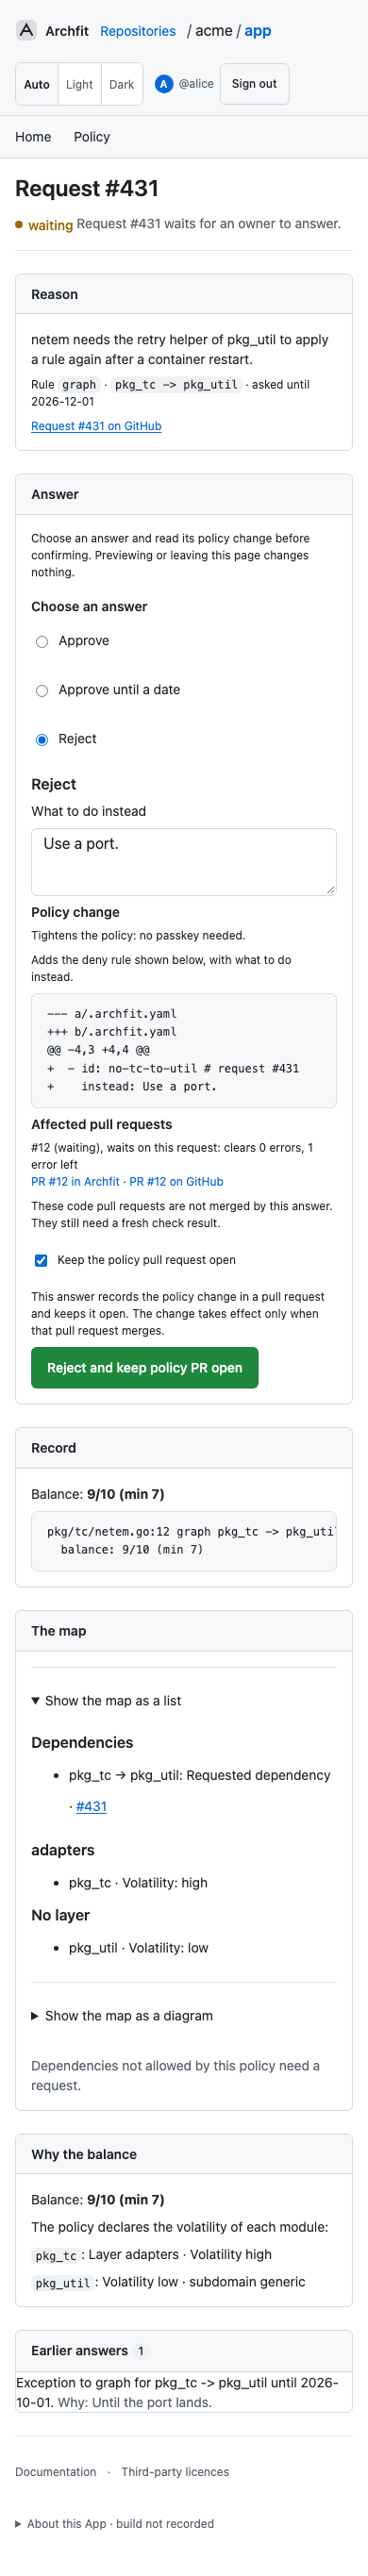 Archfit Repositories / acme / app
Auto Light Dark A @alice Sign out
Home Policy
Request #431
waiting Request #431 waits for an owner to answer.
Reason
netem needs the retry helper of pkg_util to apply
a rule again after a container restart.
Rule graph · pkg_tc -> pkg_util · asked until
2026-12-01
Request #431 on GitHub
Answer
Choose an answer and read its policy change before
confirming. Previewing or leaving this page changes
nothing.
Choose an answer
Approve
Approve until a date
Reject
Reject
What to do instead
Use a port.
Policy change
Tightens the policy: no passkey needed.
Adds the deny rule shown below, with what to do
instead.
--- a/.archfit.yaml
+++ b/.archfit.yaml
@@ -4,3 +4,4 @@
+  - id: no-tc-to-util # request #431
+    instead: Use a port.
Affected pull requests
#12 (waiting), waits on this request: clears 0 errors, 1
error left
PR #12 in Archfit · PR #12 on GitHub
These code pull requests are not merged by this answer.
They still need a fresh check result.
Keep the policy pull request open
This answer records the policy change in a pull request
and keeps it open. The change takes effect only when
that pull request merges.
Reject and keep policy PR open
Record
Balance: 9/10 (min 7)
pkg/tc/netem.go:12 graph pkg_tc -> pkg_util
balance: 9/10 (min 7)
The map
▼ Show the map as a list
Dependencies
• pkg_tc → pkg_util: Requested dependency
· #431
adapters
• pkg_tc · Volatility: high
No layer
• pkg_util · Volatility: low
▶ Show the map as a diagram
Dependencies not allowed by this policy need a
request.
Why the balance
Balance: 9/10 (min 7)
The policy declares the volatility of each module:
pkg_tc: Layer adapters · Volatility high
pkg_util: Volatility low · subdomain generic
Earlier answers 1
Exception to graph for pkg_tc -> pkg_util until 2026-
10-01. Why: Until the port lands.
Documentation · Third-party licences
▶ About this App · build not recorded